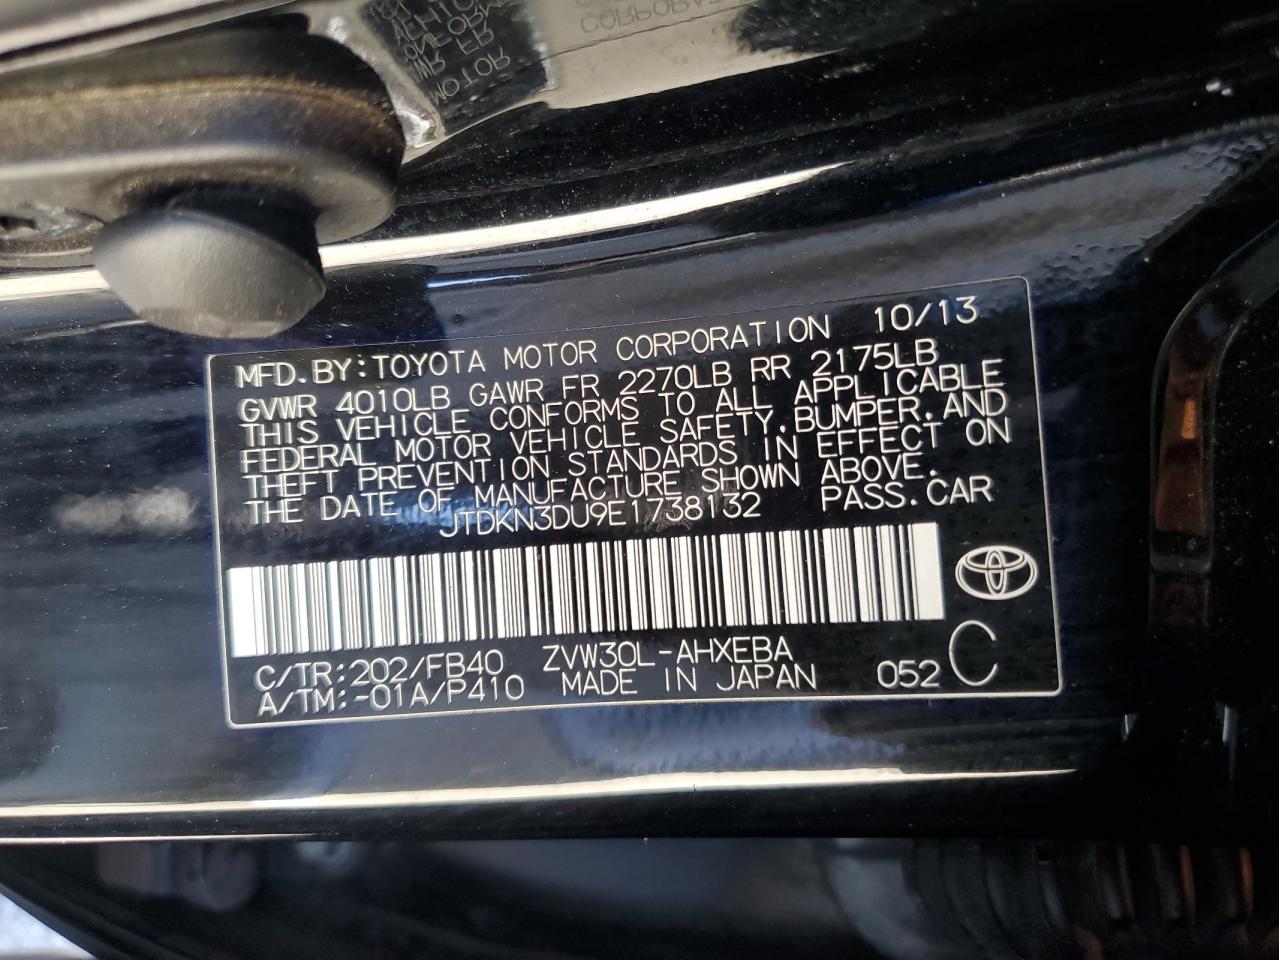 MFD. BY: TOYOTA MOTOR CORPORATION 10/13
GVWR 4010LB GAWR FR 2270LB RR 2175LB
THIS VEHICLE CONFORMS TO ALL APPLICABLE
FEDERAL MOTOR VEHICLE SAFETY, BUMPER, AND
THEFT PREVENTION STANDARDS IN EFFECT ON
THE DATE OF MANUFACTURE SHOWN ABOVE.
JTDKN3DU9E1738132 PASS. CAR
C/TR: 202/FB40 ZVW30L-AHXEBA
A/TM: -01A/P410 MADE IN JAPAN 052 C